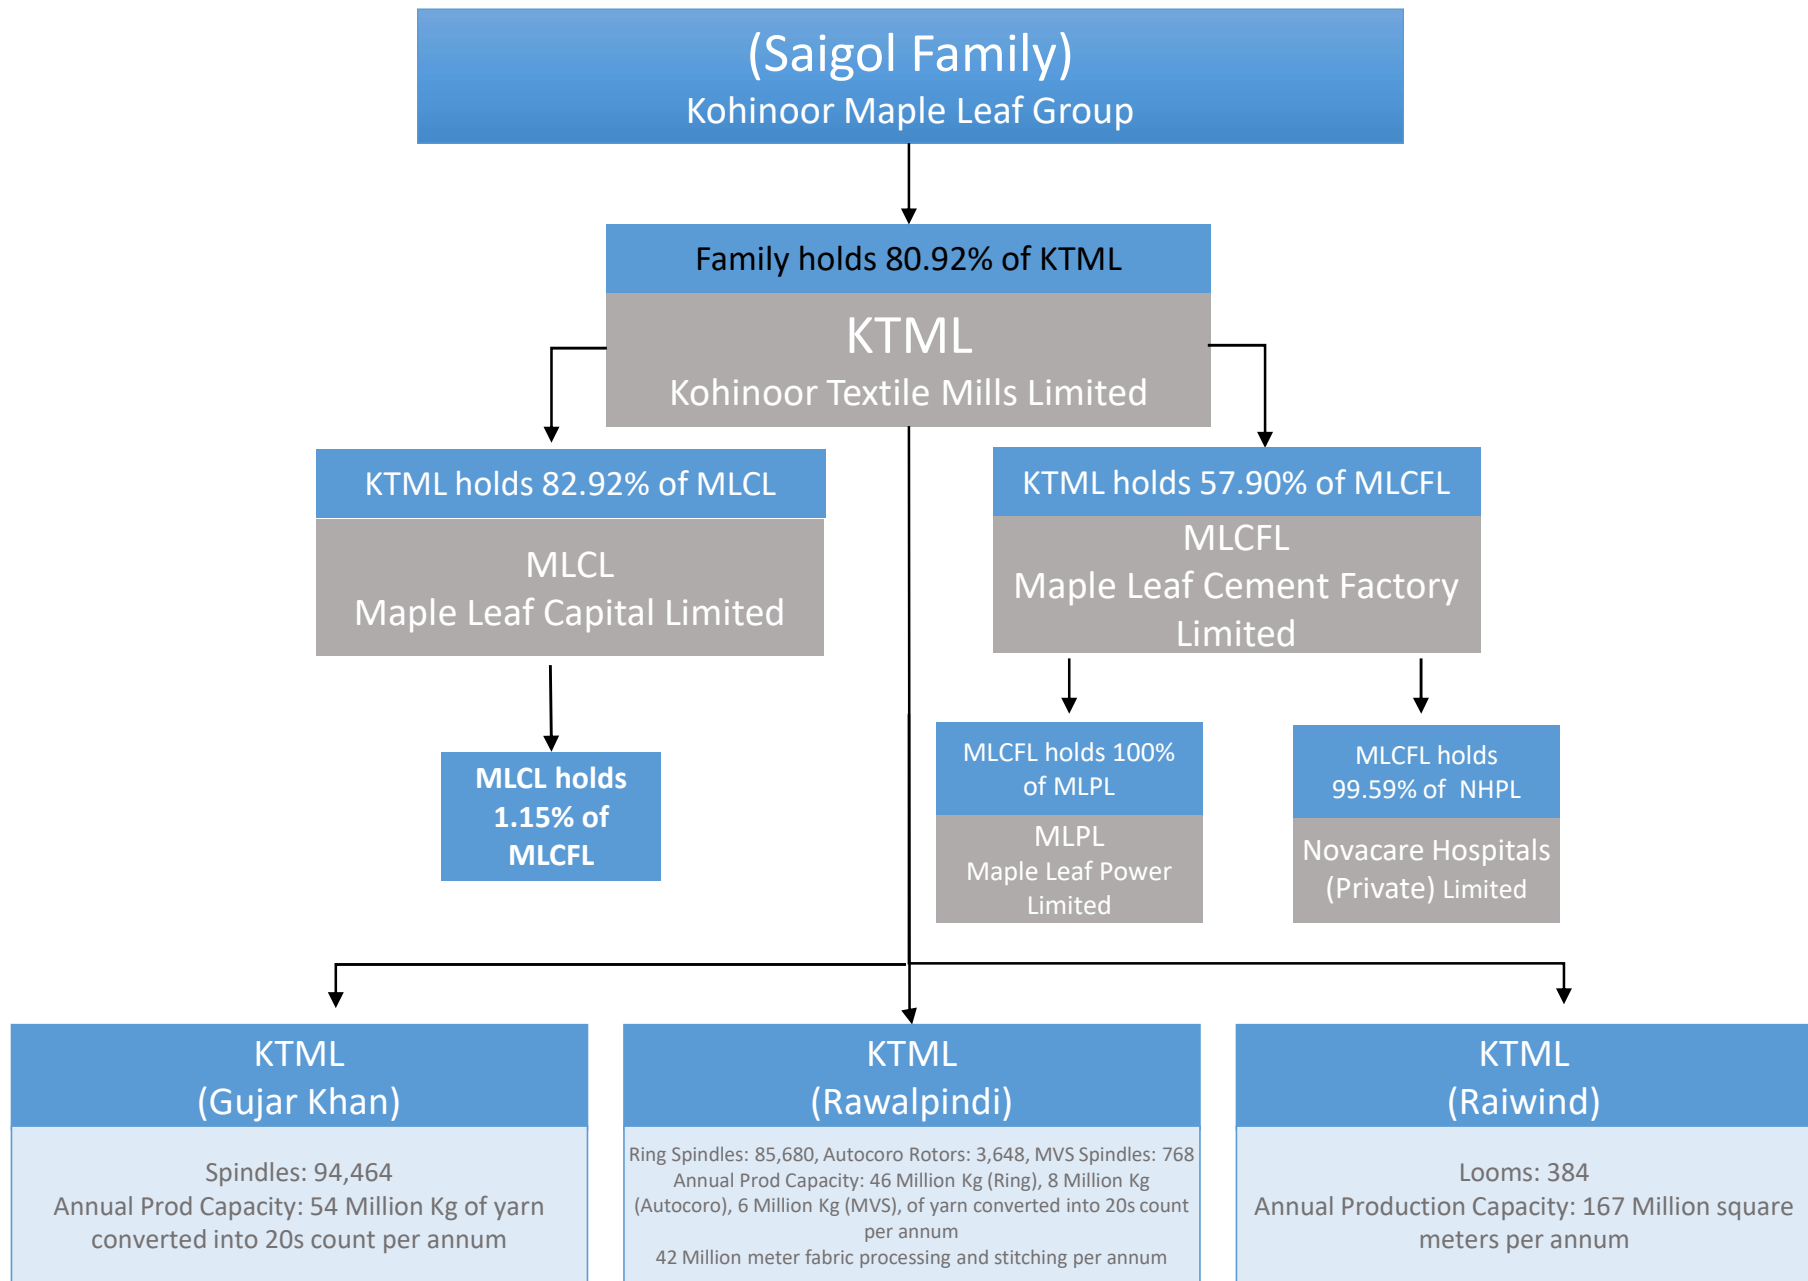 (Saigol Family)
Kohinoor Maple Leaf Group
Family holds 80.92% of KTML
KTML
Kohinoor Textile Mills Limited
KTML holds 82.92% of MLCL
MLCL
Maple Leaf Capital Limited
MLCL holds
1.15% of
MLCFL
KTML holds 57.90% of MLCFL
MLCFL
Maple Leaf Cement Factory
Limited
MLCFL holds 100%
of MLPL
MLPL
Maple Leaf Power
Limited
MLCFL holds
99.59% of NHPL
Novacare Hospitals
(Private) Limited
KTML
(Gujar Khan)
Spindles: 94,464
Annual Prod Capacity: 54 Million Kg of yarn
converted into 20s count per annum
KTML
(Rawalpindi)
Ring Spindles: 85,680, Autocoro Rotors: 3,648, MVS Spindles: 768
Annual Prod Capacity: 46 Million Kg (Ring), 8 Million Kg
(Autocoro), 6 Million Kg (MVS), of yarn converted into 20s count
per annum
42 Million meter fabric processing and stitching per annum
KTML
(Raiwind)
Looms: 384
Annual Production Capacity: 167 Million square
meters per annum